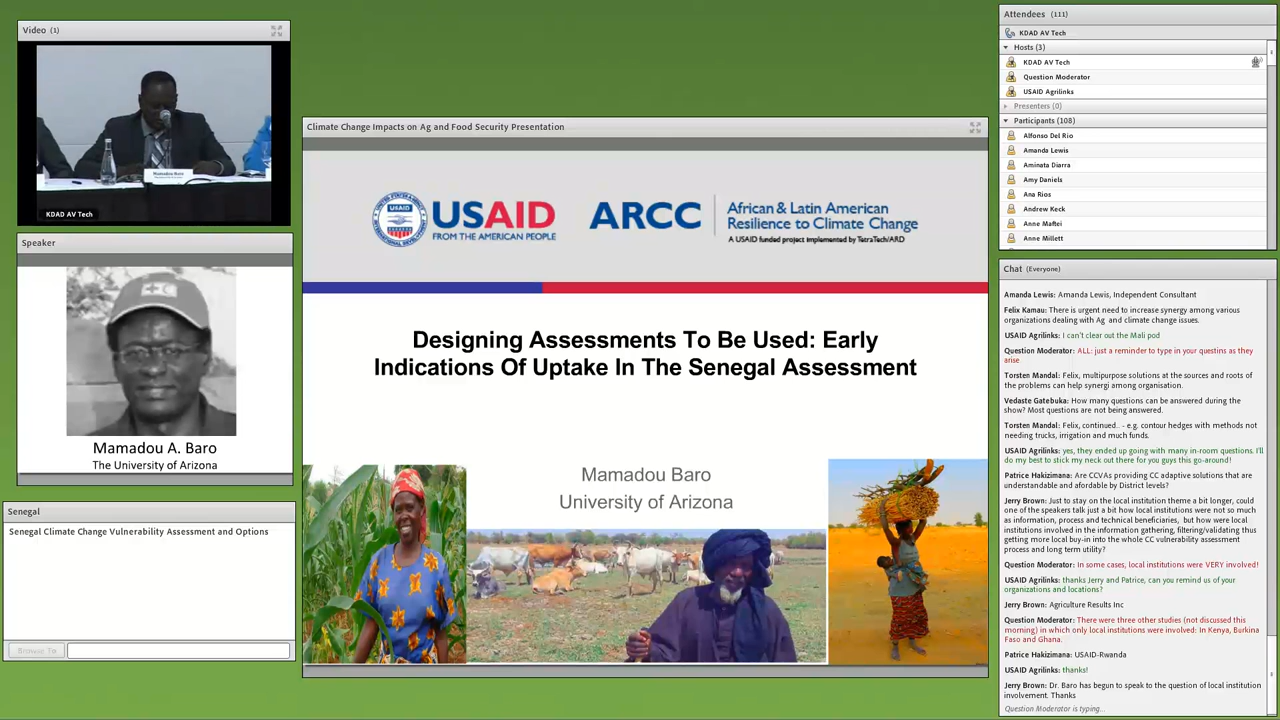 Video (1)
KDAD AV Tech
Mamadou Baro
Speaker
Mamadou A. Baro
The University of Arizona
Senegal
Senegal Climate Change Vulnerability Assessment and Options
Browse To
Climate Change Impacts on Ag and Food Security Presentation
USAID
USAID
FROM THE AMERICAN PEOPLE
ARCC
African & Latin American
Resilience to Climate Change
A USAID funded project implemented by TetraTech/ARD
Designing Assessments To Be Used: Early
Indications Of Uptake In The Senegal Assessment
Mamadou Baro
University of Arizona
Attendees (111)
KDAD AV Tech
Hosts (3)
KDAD AV Tech
Question Moderator
USAID Agrilinks
Presenters (0)
Participants (108)
Alfonso Del Rio
Amanda Lewis
Aminata Diarra
Amy Daniels
Ana Rios
Andrew Keck
Anne Maftei
Anne Millett
Chat (Everyone)
Amanda Lewis: Amanda Lewis, Independent Consultant
Felix Kamau: There is urgent need to increase synergy among various
organizations dealing with Ag and climate change issues.
USAID Agrilinks: I can't clear out the Mali pod
Question Moderator: ALL: just a reminder to type in your questins as they
arise
Torsten Mandal: Felix, multipurpose solutions at the sources and roots of
the problems can help synergi among organisation.
Vedaste Gatebuka: How many questions can be answered during the
show? Most questions are not being answered.
Torsten Mandal: Felix, continued.. - e.g. contour hedges with methods not
needing trucks, irrigation and much funds.
USAID Agrilinks: yes, they ended up going with many in-room questions. I'll
do my best to stick my neck out there for you guys this go-around!
Patrice Hakizimana: Are CCVAs providing CC adaptive solutions that are
understandable and afordable by District levels?
Jerry Brown: Just to stay on the local institution theme a bit longer, could
one of the speakers talk just a bit how local institutions were not so much
as information, process and technical beneficiaries, but how were local
institutions involved in the information gathering, filtering/validating thus
getting more local buy-in into the whole CC vulnerability assessment
process and long term utility?
Question Moderator: In some cases, local institutions were VERY involved!
USAID Agrilinks: thanks Jerry and Patrice, can you remind us of your
organizations and locations?
Jerry Brown: Agriculture Results Inc
Question Moderator: There were three other studies (not discussed this
morning) in which only local institutions were involved: In Kenya, Burkina
Faso and Ghana.
Patrice Hakizimana: USAID-Rwanda
USAID Agrilinks: thanks!
Jerry Brown: Dr. Baro has begun to speak to the question of local institution
involvement. Thanks
Question Moderator is typing...